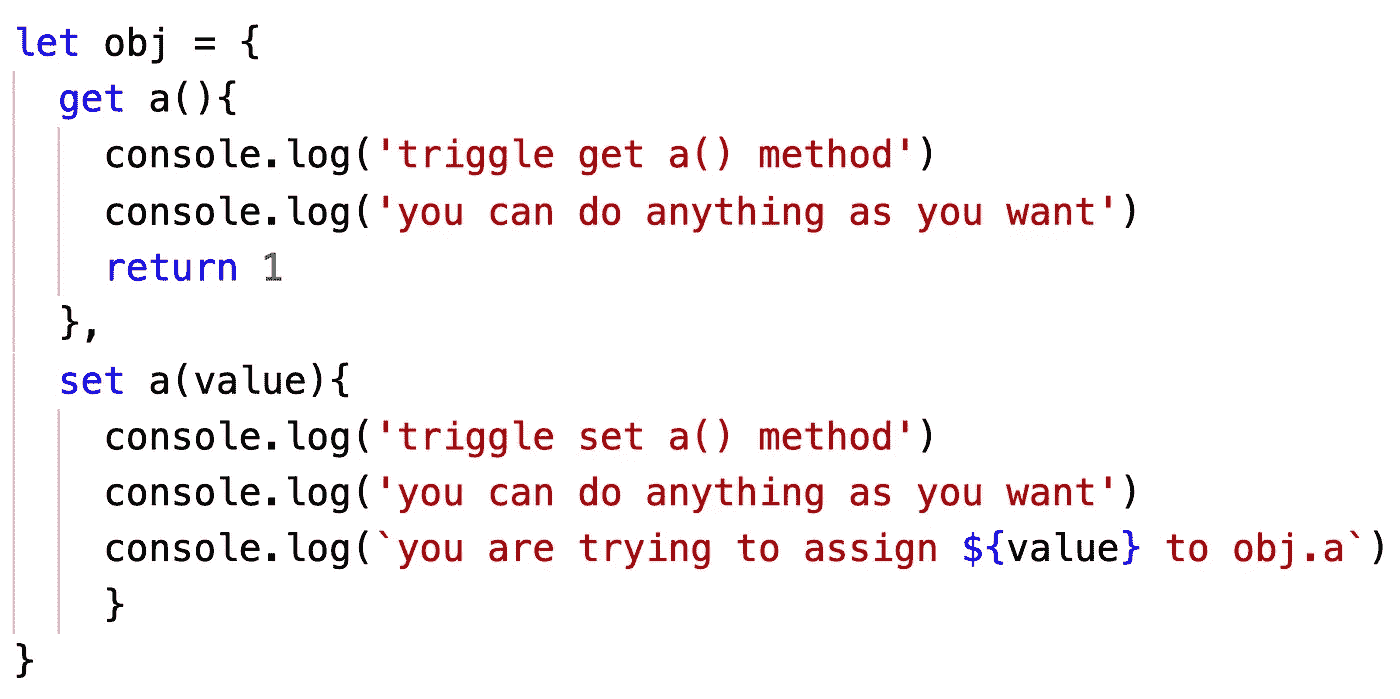 let obj = {
  get a(){
    console.log('triggle get a() method')
    console.log('you can do anything as you want')
    return 1
  },
  set a(value){
    console.log('triggle set a() method')
    console.log('you can do anything as you want')
    console.log(`you are trying to assign ${value} to obj.a`)
    }
}